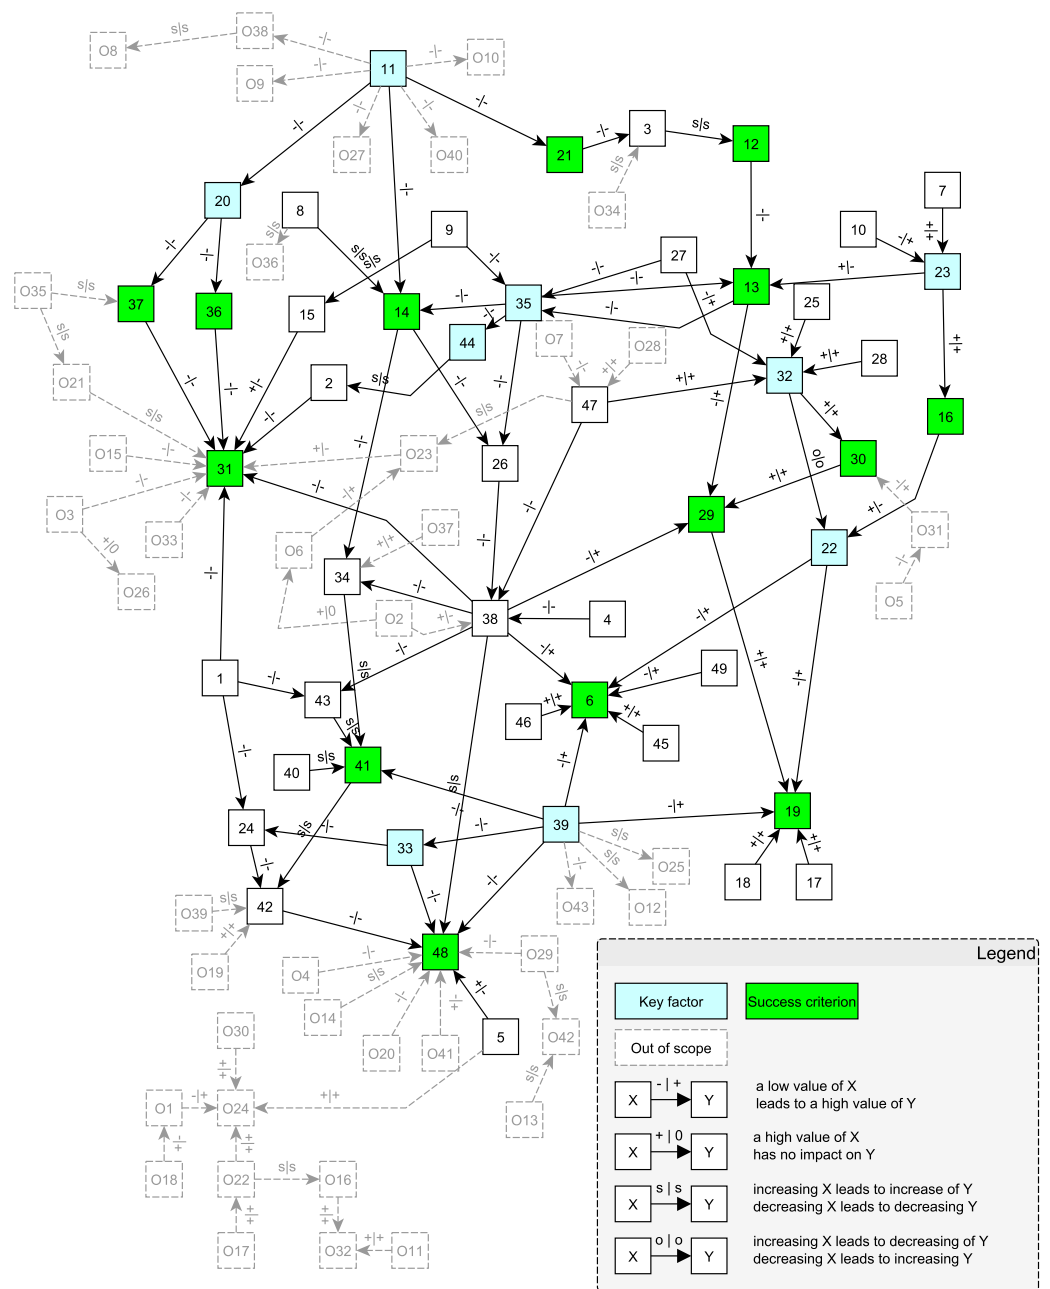 O38
s|s
O8
-|-
O10
-|-
-|-
11
O9
-|-
-|-
-|-
-|-
-|-
3
s|s
12
O27
O40
21
-|-
s|s
O34
20
8
9
7
10
-|+
+|+
-|-
-|-
-|-
s|s
O36
s|s
s|s
-|-
27
-|-
-|-
+|-
23
O35
s|s
37
36
15
14
-|-
35
-|-
13
-|+
25
44
-|-
O7
O28
+|+
+|+
s|s
O21
2
s|s
-|-
+|+
+|+
32
+|+
28
47
s|s
-|-
-|-
+|-
-|-
-|-
-|-
-|+
+|+
16
s|s
O15
-|-
31
+|-
O23
26
o|o
30
O3
-|-
-|-
O33
-|-
-|+
-|-
-|-
+|+
29
+|-
-|+
O31
+|0
O26
-|-
O6
+|+
O37
22
34
-|-
-|+
-|-
O5
+|0
O2
+|-
38
-|-
4
-|+
1
-|-
43
-|-
s|s
-|+
-|+
49
+|+
+|-
6
s|s
46
+|+
+|+
45
40
s|s
41
-|-
s|s
-|+
24
s|s
-|-
33
-|-
-|-
39
-|+
19
s|s
O25
+|+
+|+
-|-
-|-
-|-
-|-
s|s
O43
O12
18
17
O39
s|s
42
-|-
+|+
O19
O4
-|-
s|s
48
-|-
O29
O14
-|-
-|+
+|-
s|s
O20
O41
5
O42
O30
+|+
s|s
O13
O1
-|+
O24
+|+
-|+
+|+
O18
O22
s|s
O16
+|+
+|+
O17
O32
+|+
O11
Legend
Key factor
Success criterion
Out of scope
X
- | +
Y
a low value of X
leads to a high value of Y
X
+ | 0
Y
a high value of X
has no impact on Y
X
s | s
Y
increasing X leads to increase of Y
decreasing X leads to decreasing Y
X
o | o
Y
increasing X leads to decreasing of Y
decreasing X leads to increasing Y